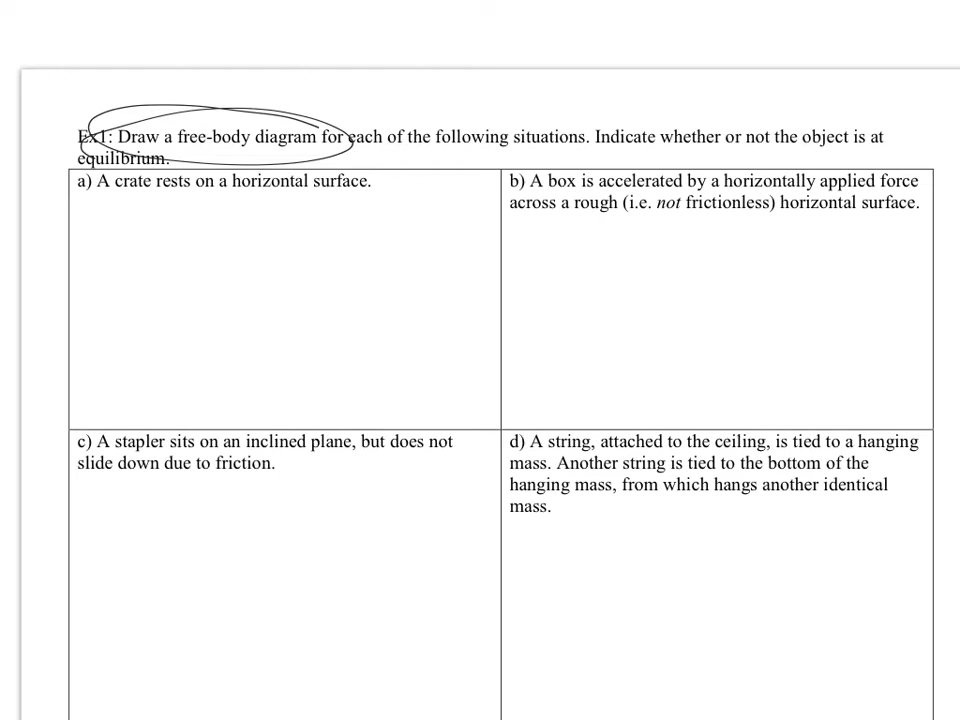 Ex1: Draw a free-body diagram for each of the following situations. Indicate whether or not the object is at
equilibrium.
a) A crate rests on a horizontal surface.
b) A box is accelerated by a horizontally applied force
across a rough (i.e. not frictionless) horizontal surface.
c) A stapler sits on an inclined plane, but does not
slide down due to friction.
d) A string, attached to the ceiling, is tied to a hanging
mass. Another string is tied to the bottom of the
hanging mass, from which hangs another identical
mass.